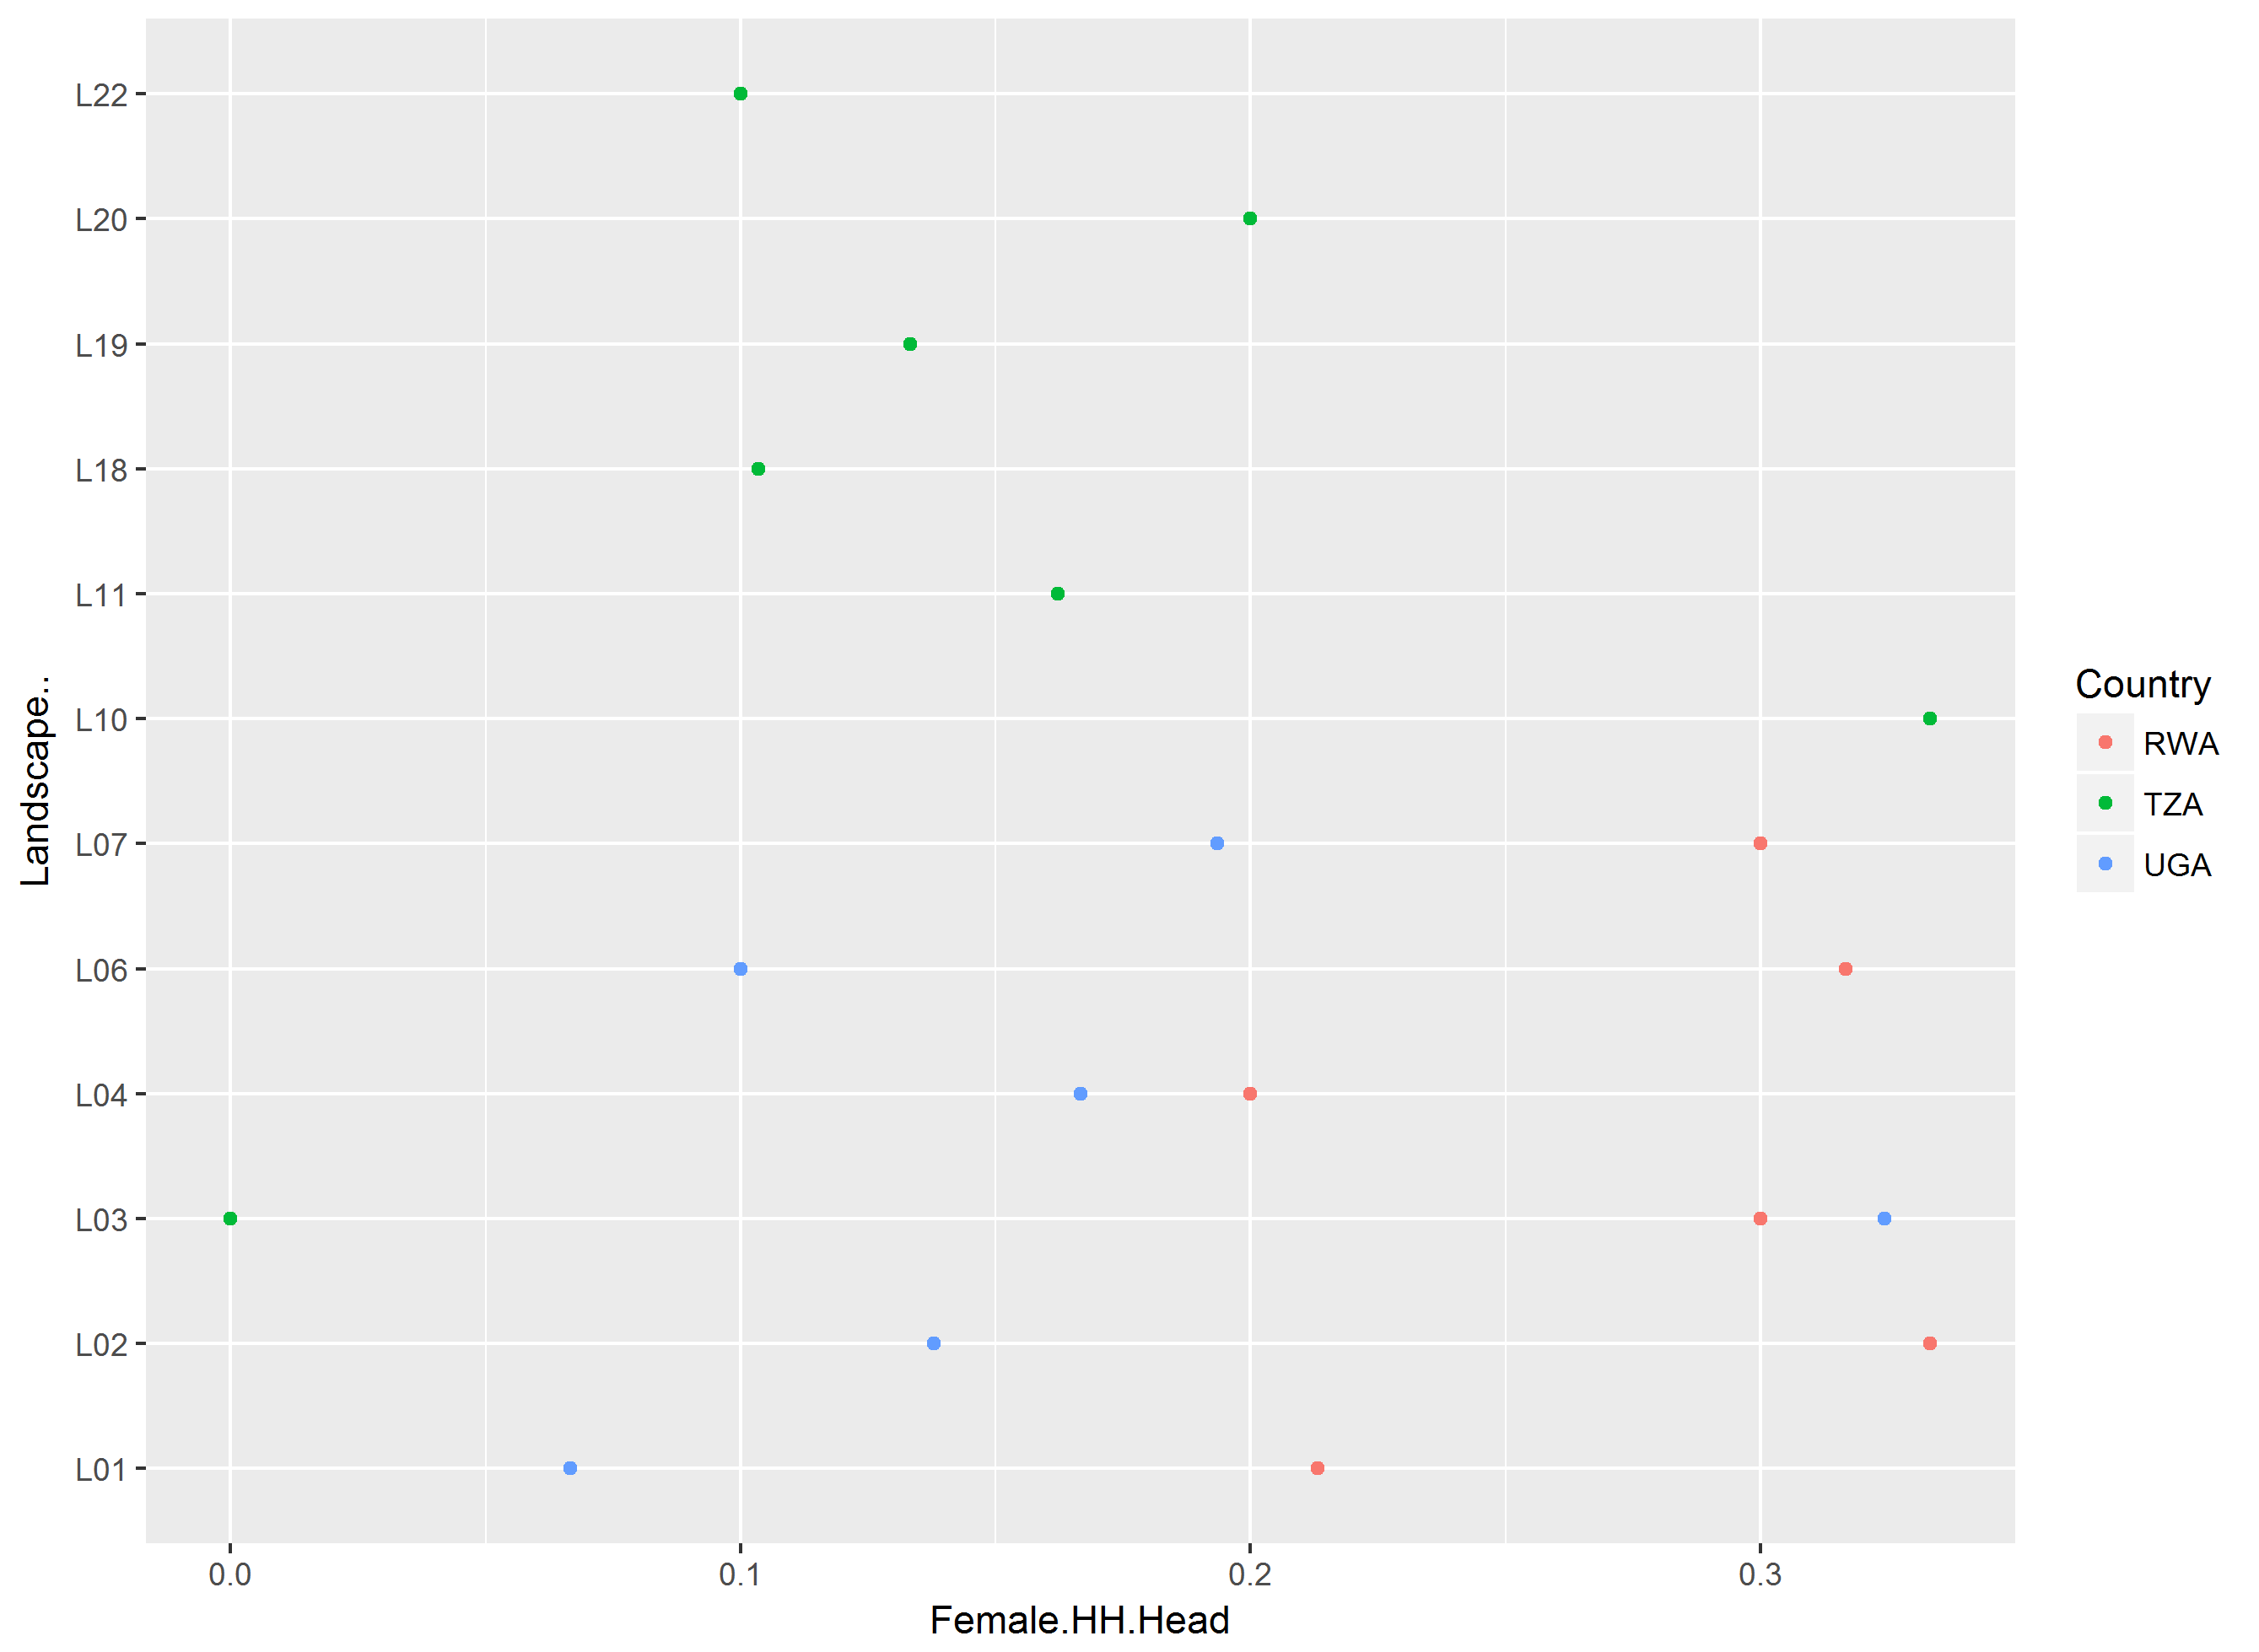 L22
L20
L19
L18
L11
L10
L07
L06
L04
L03
L02
L01
Landscape..
0.0 0.1 0.2 0.3
Female.HH.Head
Country
RWA
TZA
UGA